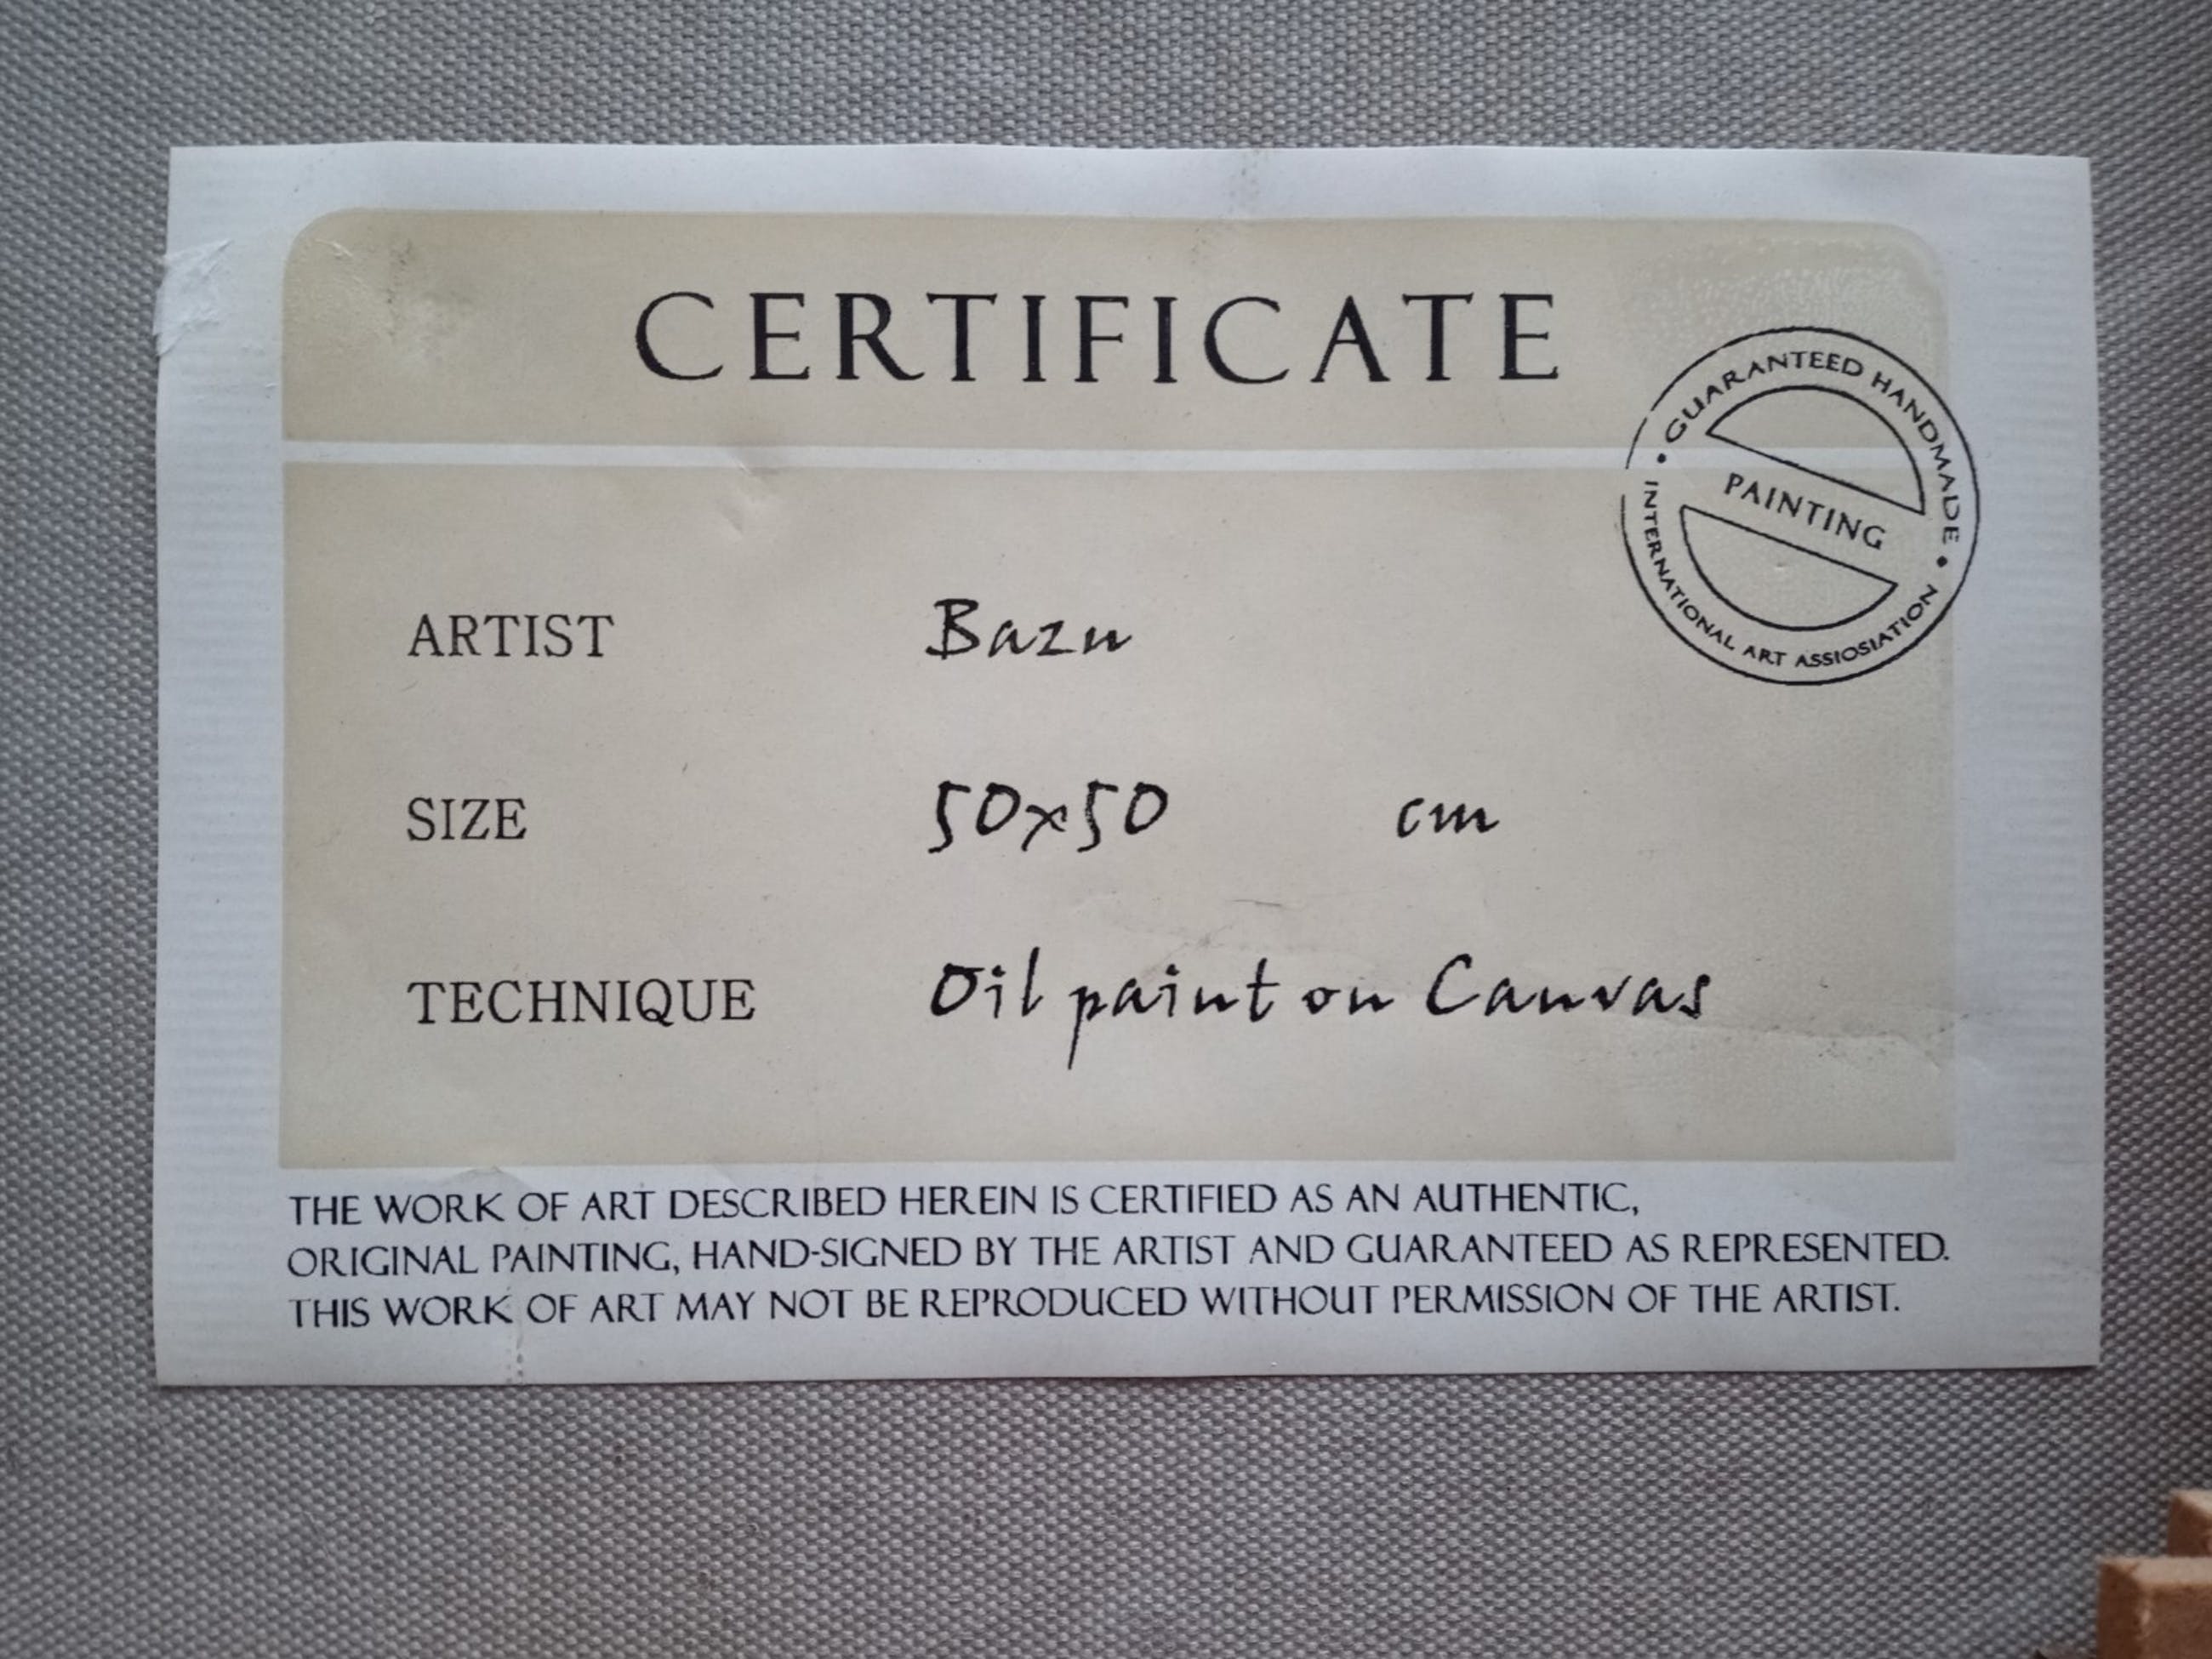 CERTIFICATE
GUARANTEED HANDMADE
PAINTING
INTERNATIONAL ART ASSIOSIATION
ARTIST Bazu
SIZE 50x50 cm
TECHNIQUE Oil paint on Canvas
THE WORK OF ART DESCRIBED HEREIN IS CERTIFIED AS AN AUTHENTIC,
ORIGINAL PAINTING, HAND-SIGNED BY THE ARTIST AND GUARANTEED AS REPRESENTED.
THIS WORK OF ART MAY NOT BE REPRODUCED WITHOUT PERMISSION OF THE ARTIST.